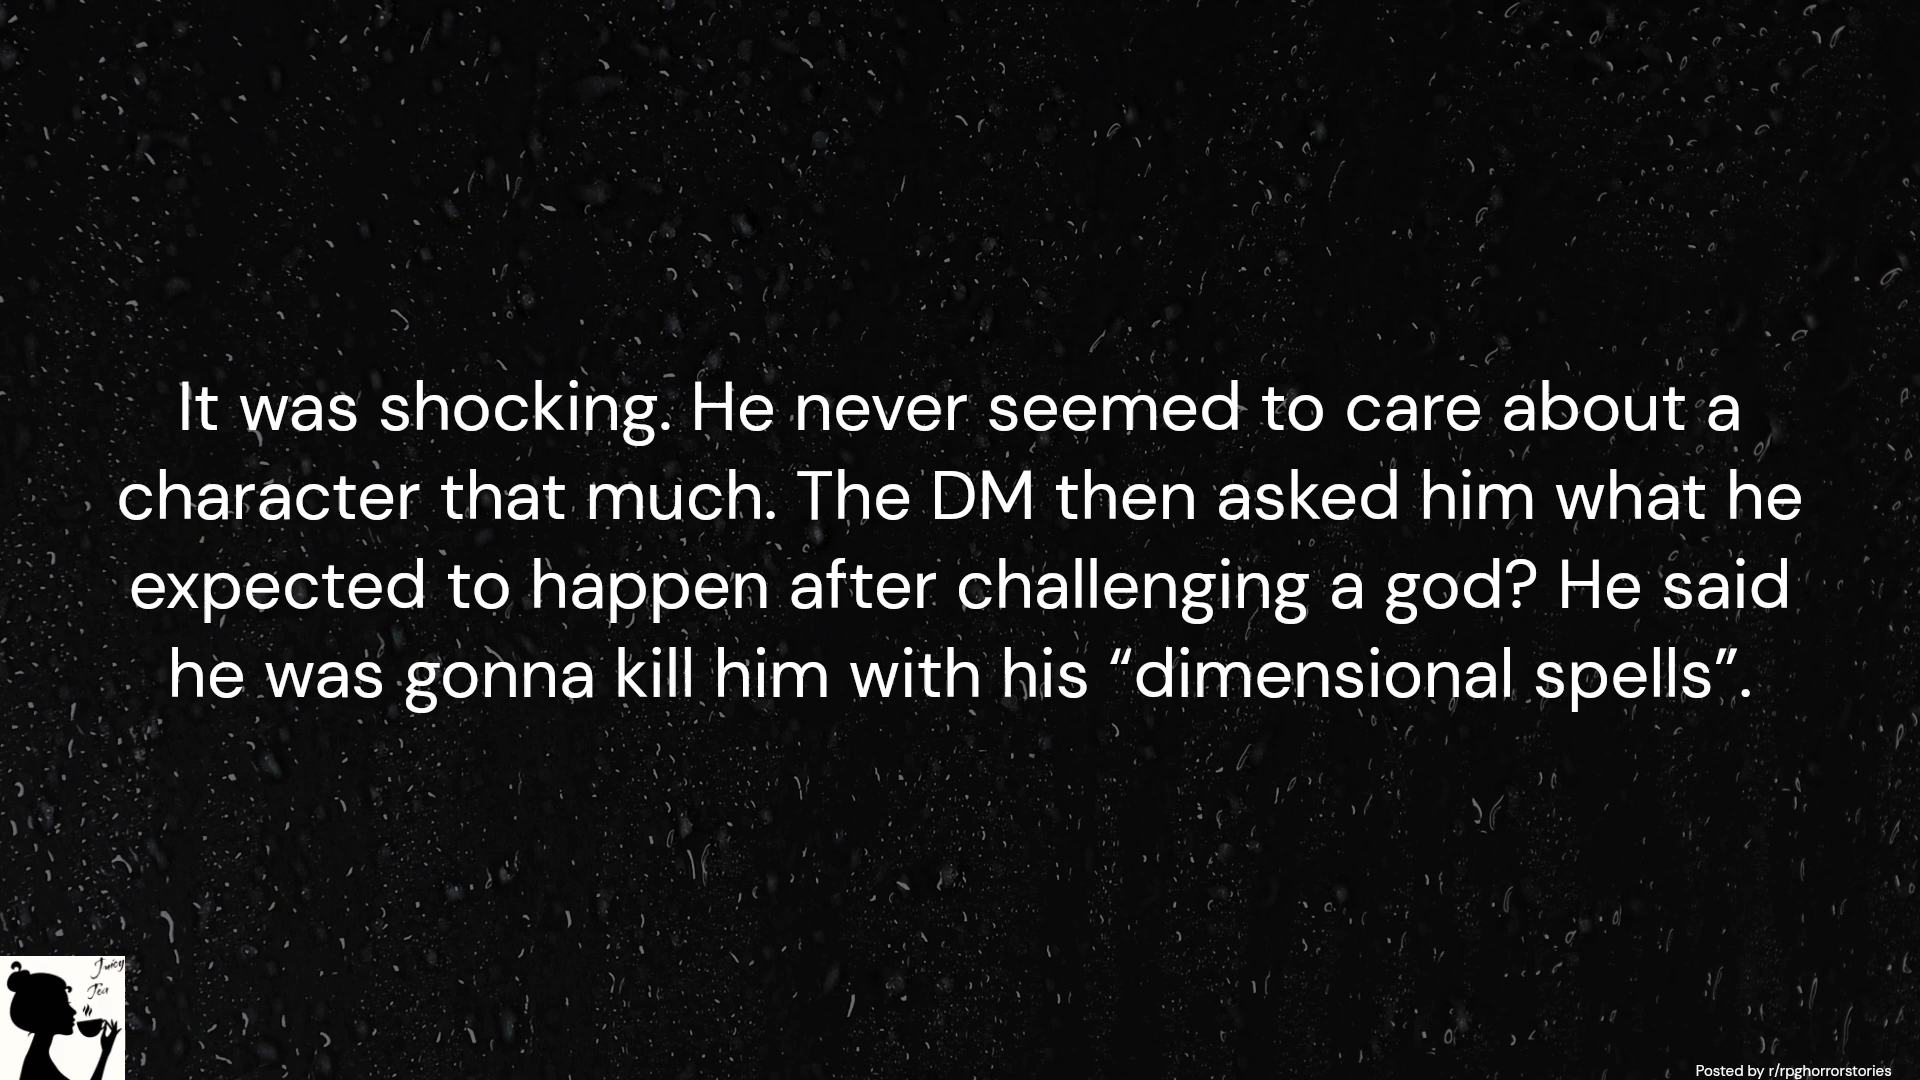 It was shocking. He never seemed to care about a
character that much. The DM then asked him what he
expected to happen after challenging a god? He said
he was gonna kill him with his “dimensional spells”.
Juicy
Tea
Posted by r/rpghorrorstories